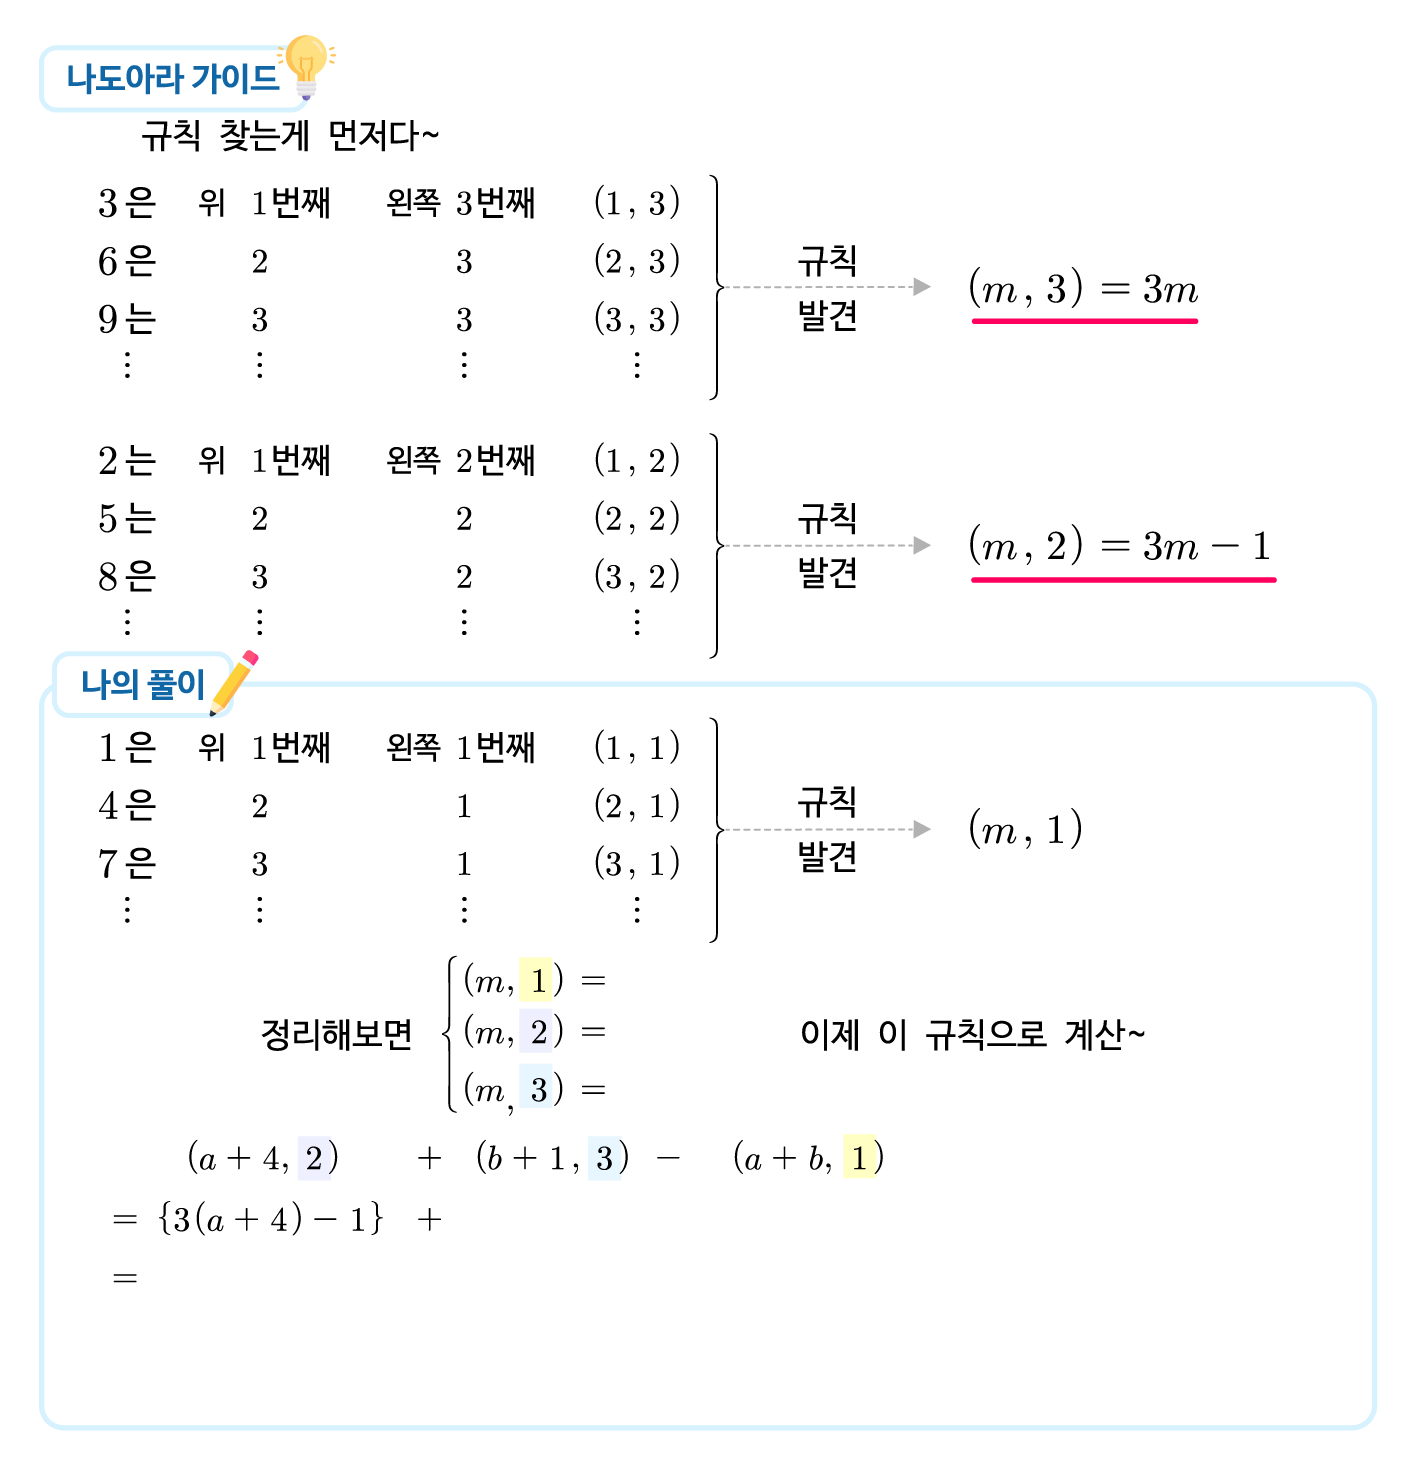 나도아라 가이드
규칙 찾는게 먼저다~
3은 위 1번째 왼쪽 3번째 (1, 3)
6은 2 3 (2, 3)
9는 3 3 (3, 3)
⋮ ⋮ ⋮ ⋮
규칙
발견
(m, 3) = 3m
2는 위 1번째 왼쪽 2번째 (1, 2)
5는 2 2 (2, 2)
8은 3 2 (3, 2)
⋮ ⋮ ⋮ ⋮
규칙
발견
(m, 2) = 3m − 1
나의 풀이
1은 위 1번째 왼쪽 1번째 (1, 1)
4은 2 1 (2, 1)
7은 3 1 (3, 1)
⋮ ⋮ ⋮ ⋮
규칙
발견
(m, 1)
정리해보면
(m, 1) =
(m, 2) =
(m, 3) =
이제 이 규칙으로 계산~
(a + 4, 2) + (b + 1, 3) − (a + b, 1)
= {3(a + 4) − 1} +
=